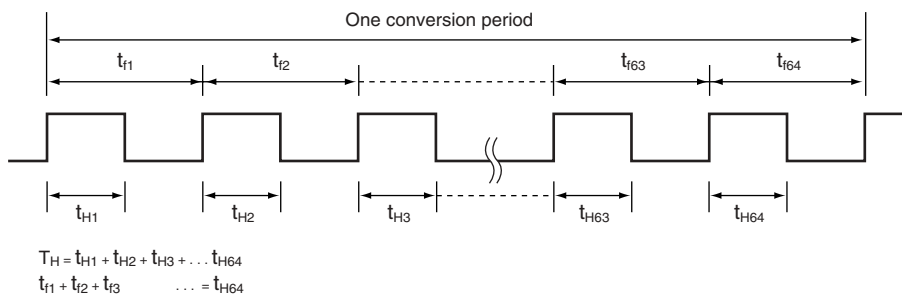 One conversion period
tf1 tf2 tf63 tf64
tH1 tH2 tH3 tH63 tH64
TH = tH1 + tH2 + tH3 + . . . tH64
tf1 + tf2 + tf3 . . . = tH64